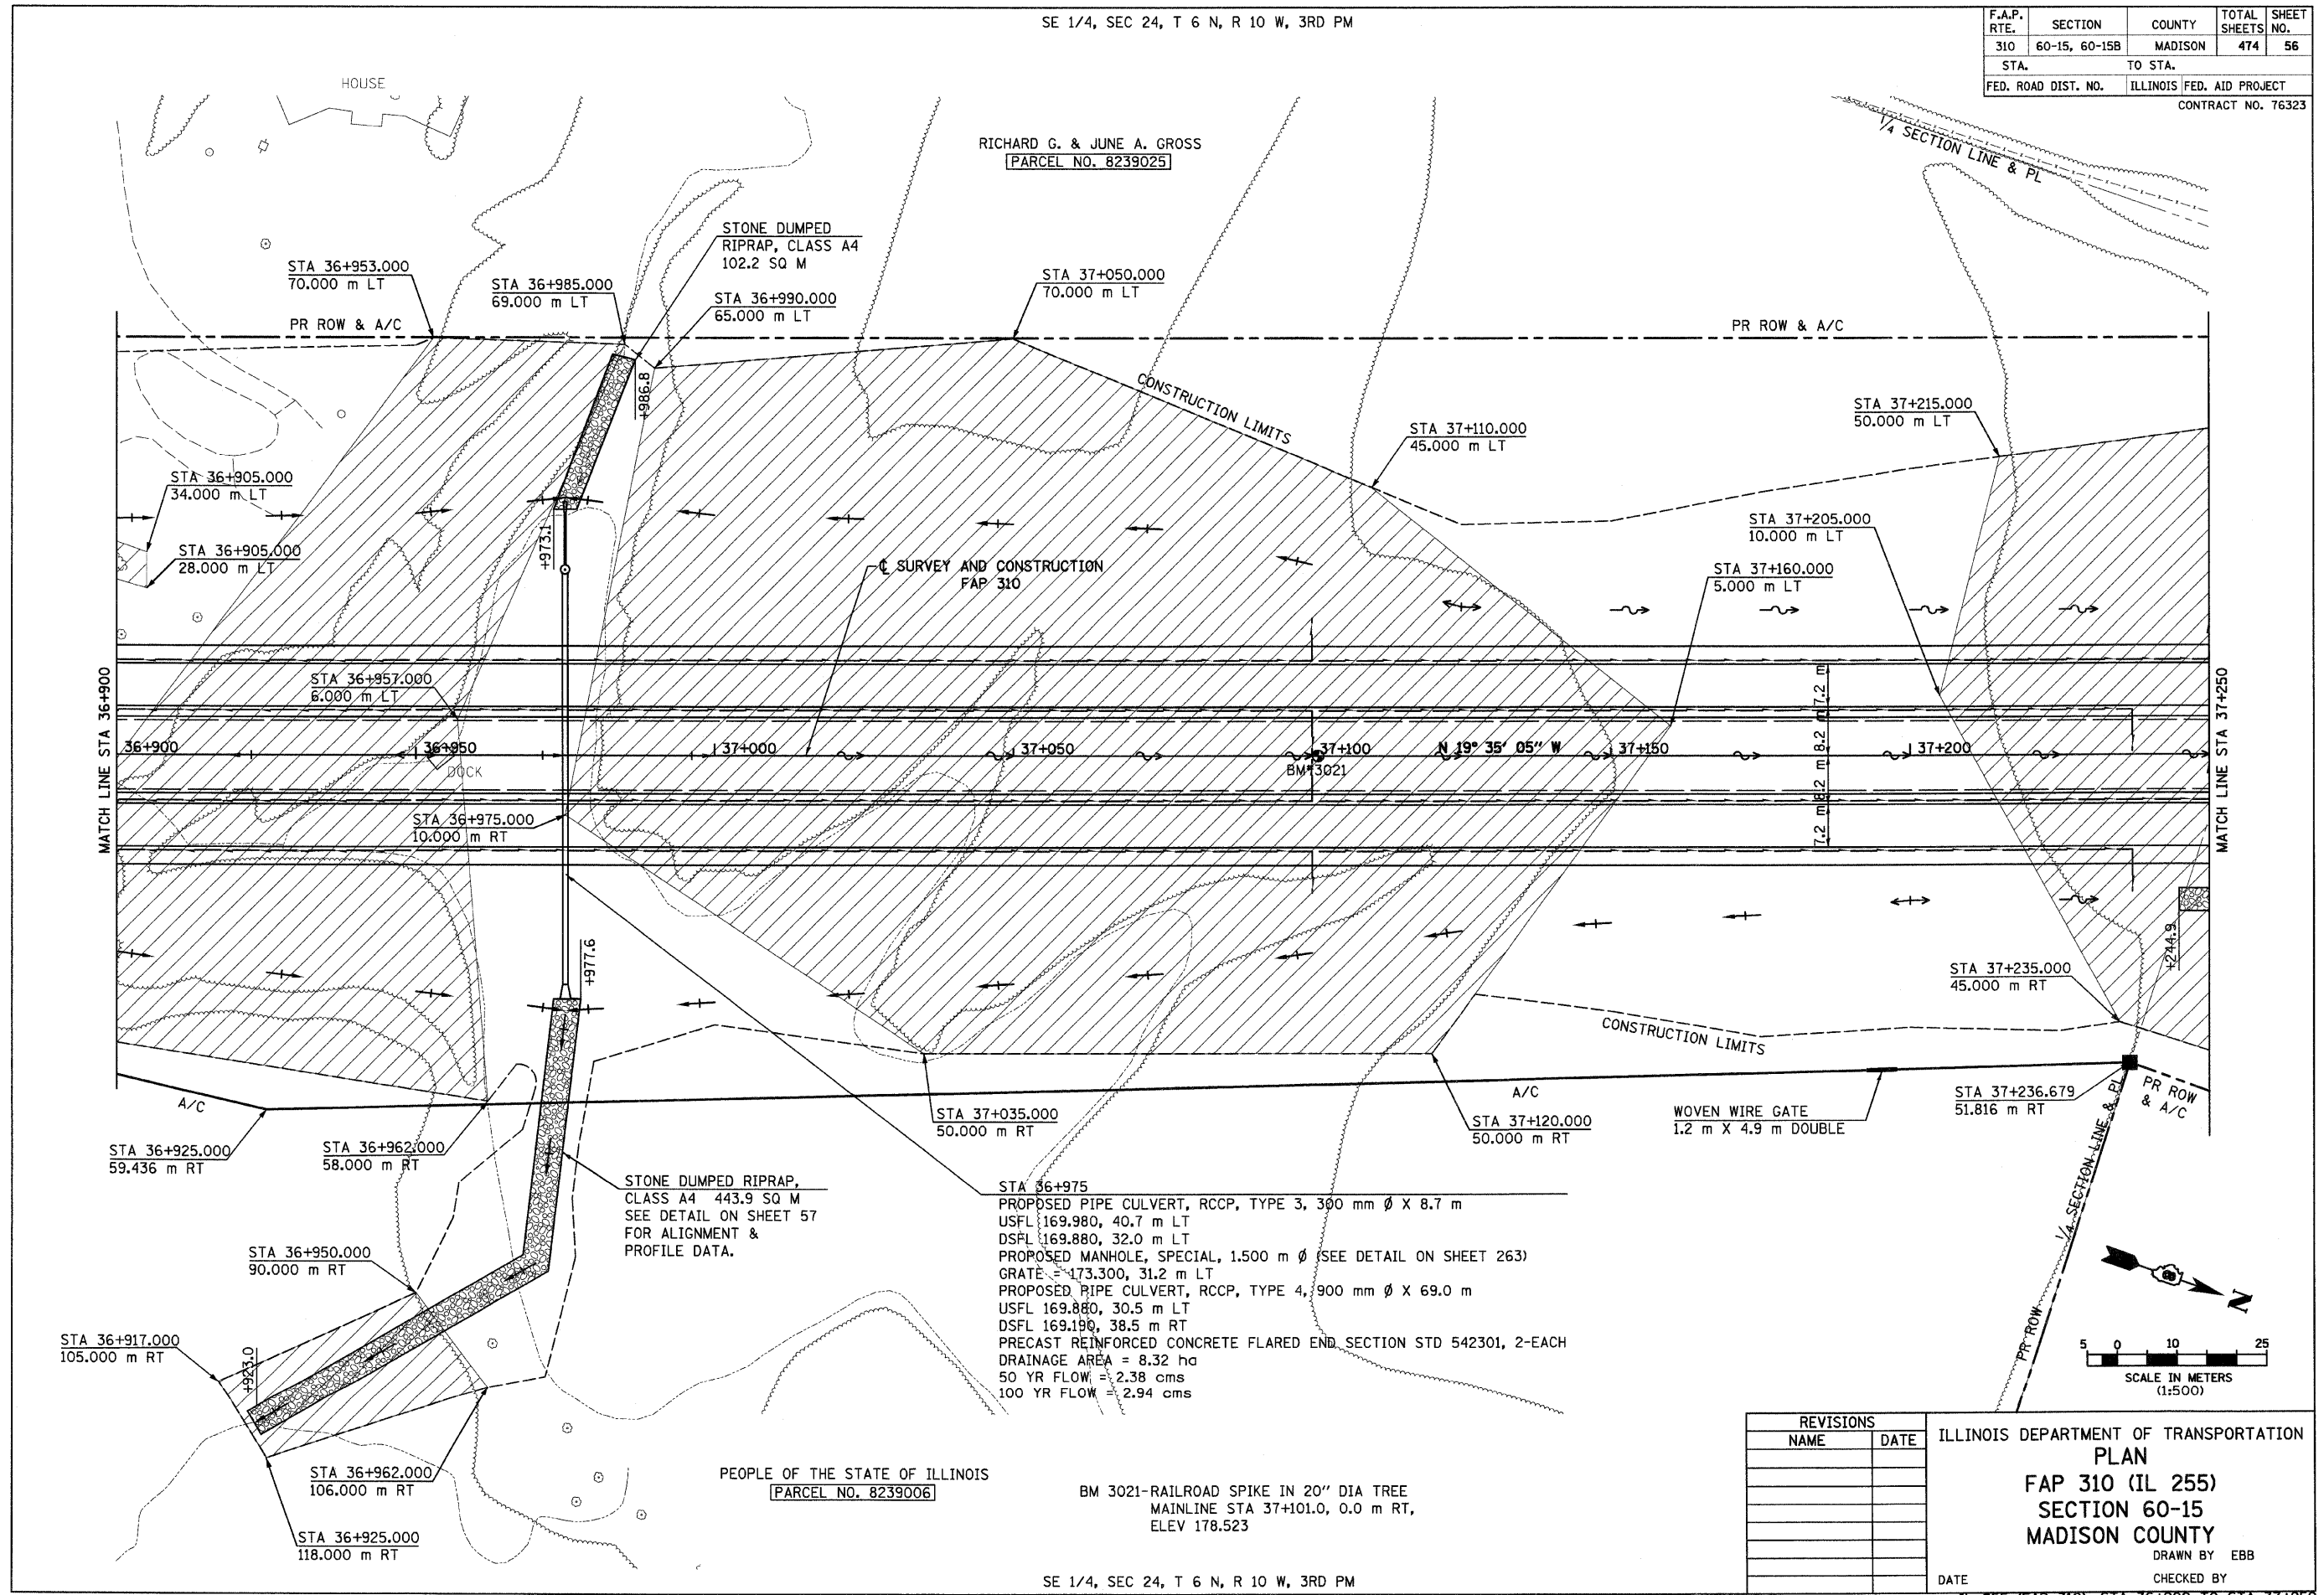 SE 1/4, SEC 24, T 6 N, R 10 W, 3RD PM
F.A.P. RTE.
SECTION
COUNTY
TOTAL SHEETS
SHEET NO.
310
60-15, 60-15B
MADISON
474
56
STA.
TO STA.
FED. ROAD DIST. NO.
ILLINOIS
FED. AID PROJECT
CONTRACT NO. 76323
HOUSE
1/4 SECTION LINE & PL
RICHARD G. & JUNE A. GROSS
PARCEL NO. 8239025
STONE DUMPED
RIPRAP, CLASS A4
102.2 SQ M
STA 36+953.000
70.000 m LT
STA 36+985.000
69.000 m LT
STA 36+990.000
65.000 m LT
STA 37+050.000
70.000 m LT
PR ROW & A/C
PR ROW & A/C
+986.8
CONSTRUCTION LIMITS
STA 37+110.000
45.000 m LT
STA 37+215.000
50.000 m LT
STA 36+905.000
34.000 m LT
STA 36+905.000
28.000 m LT
+973.1
℄ SURVEY AND CONSTRUCTION
FAP 310
STA 37+205.000
10.000 m LT
STA 37+160.000
5.000 m LT
MATCH LINE STA 36+900
STA 36+957.000
6.000 m LT
7.2 m
8.2 m
8.2 m
7.2 m
MATCH LINE STA 37+250
36+900
36+950
37+000
37+050
37+100
N 19° 35' 05" W
37+150
37+200
DOCK
BM 3021
STA 36+975.000
10.000 m RT
+977.6
+244.9
STA 37+235.000
45.000 m RT
CONSTRUCTION LIMITS
A/C
A/C
STA 36+925.000
59.436 m RT
STA 36+962.000
58.000 m RT
STA 37+035.000
50.000 m RT
STA 37+120.000
50.000 m RT
WOVEN WIRE GATE
1.2 m X 4.9 m DOUBLE
STA 37+236.679
51.816 m RT
PR ROW
& A/C
1/4 SECTION LINE & PL
PR ROW
STONE DUMPED RIPRAP,
CLASS A4 443.9 SQ M
SEE DETAIL ON SHEET 57
FOR ALIGNMENT &
PROFILE DATA.
STA 36+975
PROPOSED PIPE CULVERT, RCCP, TYPE 3, 300 mm Ø X 8.7 m
USFL 169.980, 40.7 m LT
DSFL 169.880, 32.0 m LT
PROPOSED MANHOLE, SPECIAL, 1.500 m Ø (SEE DETAIL ON SHEET 263)
GRATE = 173.300, 31.2 m LT
PROPOSED PIPE CULVERT, RCCP, TYPE 4, 900 mm Ø X 69.0 m
USFL 169.880, 30.5 m LT
DSFL 169.190, 38.5 m RT
PRECAST REINFORCED CONCRETE FLARED END SECTION STD 542301, 2-EACH
DRAINAGE AREA = 8.32 ha
50 YR FLOW = 2.38 cms
100 YR FLOW = 2.94 cms
STA 36+950.000
90.000 m RT
STA 36+917.000
105.000 m RT
+923.0
STA 36+962.000
106.000 m RT
STA 36+925.000
118.000 m RT
PEOPLE OF THE STATE OF ILLINOIS
PARCEL NO. 8239006
BM 3021-RAILROAD SPIKE IN 20" DIA TREE
MAINLINE STA 37+101.0, 0.0 m RT,
ELEV 178.523
N
5 0 10 25
SCALE IN METERS
(1:500)
REVISIONS
NAME
DATE
ILLINOIS DEPARTMENT OF TRANSPORTATION
PLAN
FAP 310 (IL 255)
SECTION 60-15
MADISON COUNTY
DRAWN BY EBB
DATE
CHECKED BY
SE 1/4, SEC 24, T 6 N, R 10 W, 3RD PM